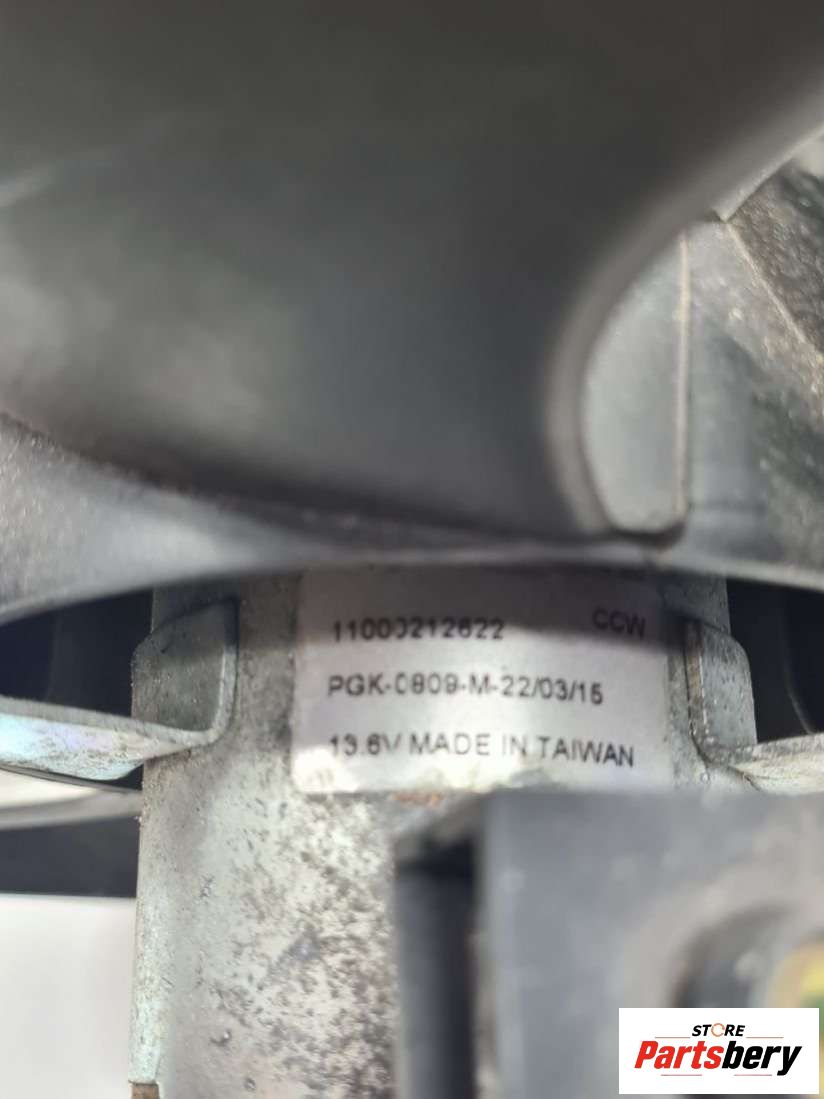 11000212622 CCW
PGK-0809-M-22/03/15
13.6V MADE IN TAIWAN
STORE
Partsbery